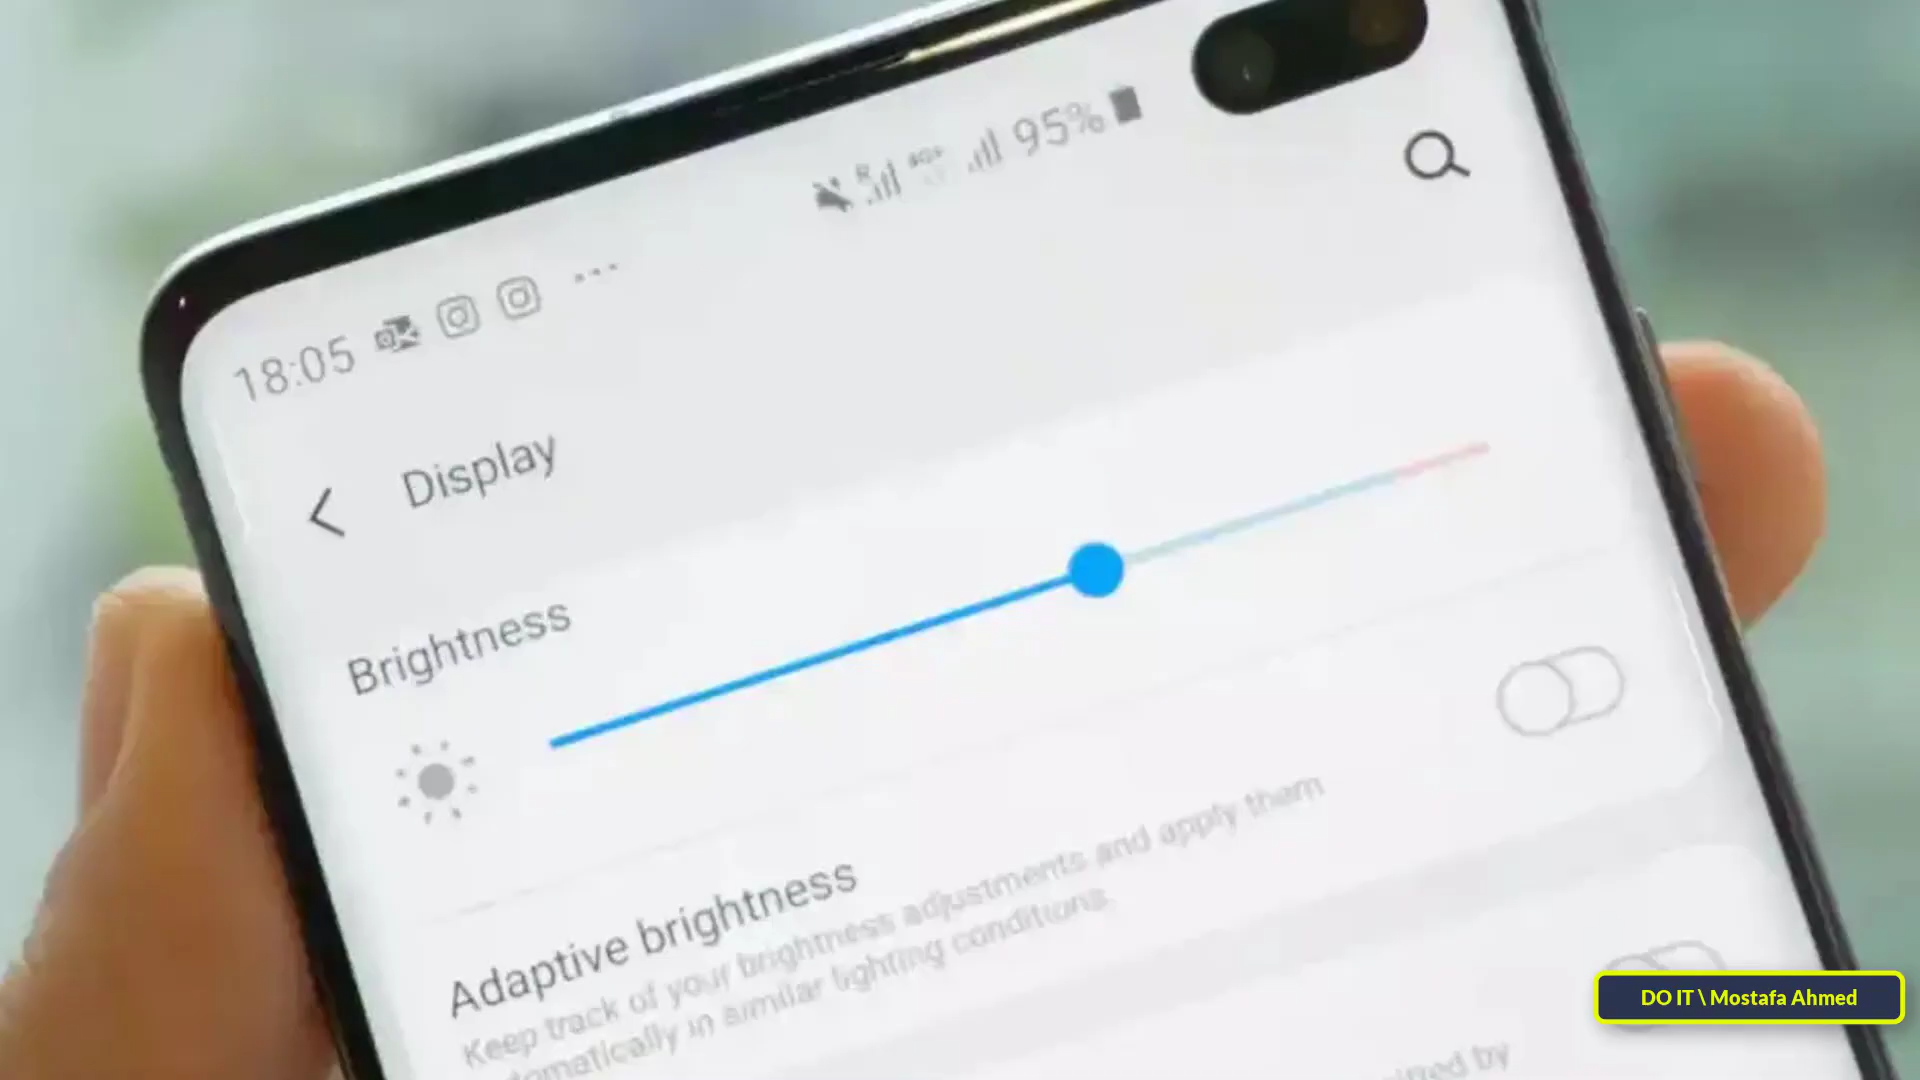 18:05
95%
Display
Brightness
Adaptive brightness
Keep track of your brightness adjustments and apply them
automatically in similar lighting conditions.
by
DO IT \ Mostafa Ahmed